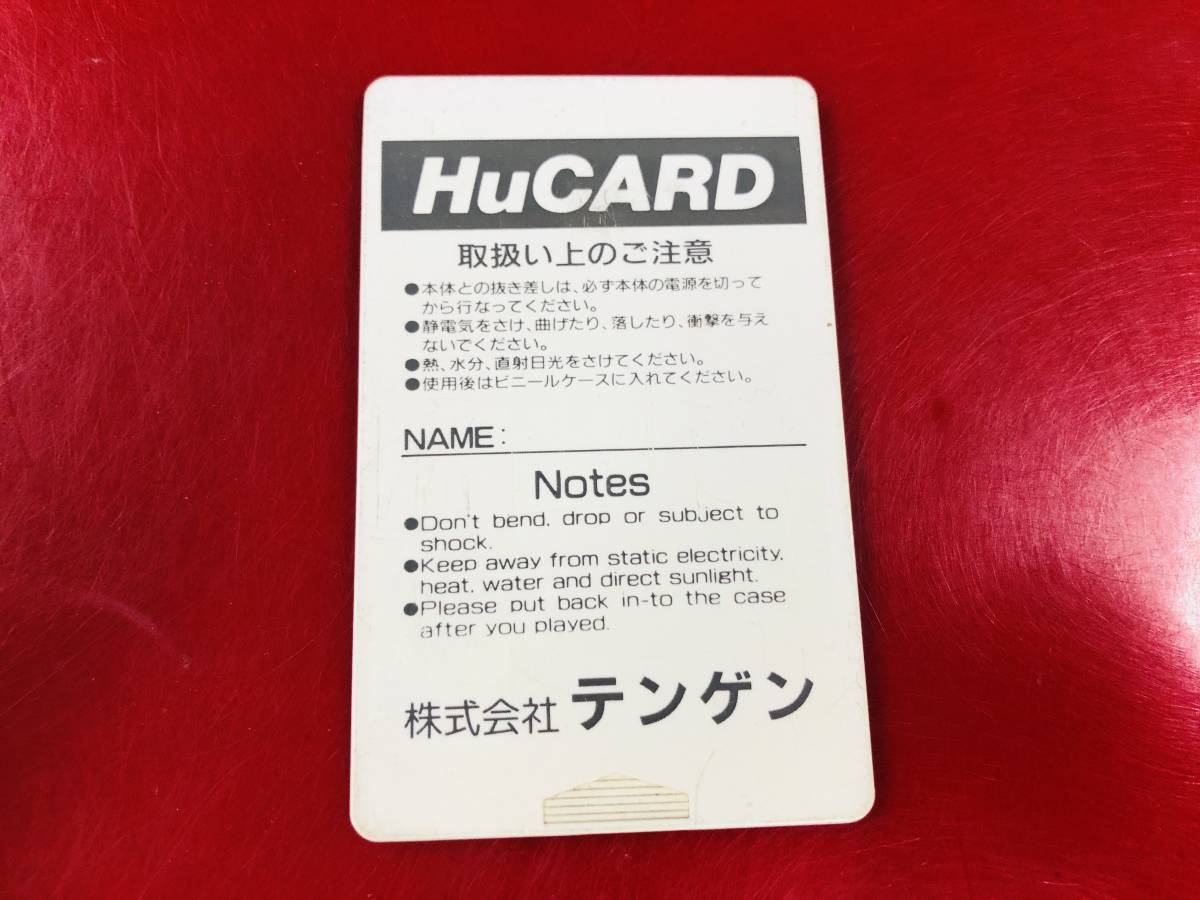 HuCARD
取扱い上のご注意
●本体との抜き差しは、必ず本体の電源を切って
から行なってください。
●静電気をさけ、曲げたり、落したり、衝撃を与え
ないでください。
●熱、水分、直射日光をさけてください。
●使用後はビニールケースに入れてください。
NAME:
Notes
●Don't bend. drop or subject to
shock.
●Keep away from static electricity.
heat. water and direct sunlight.
●Please put back in-to the case
after you played.
株式会社 テンゲン